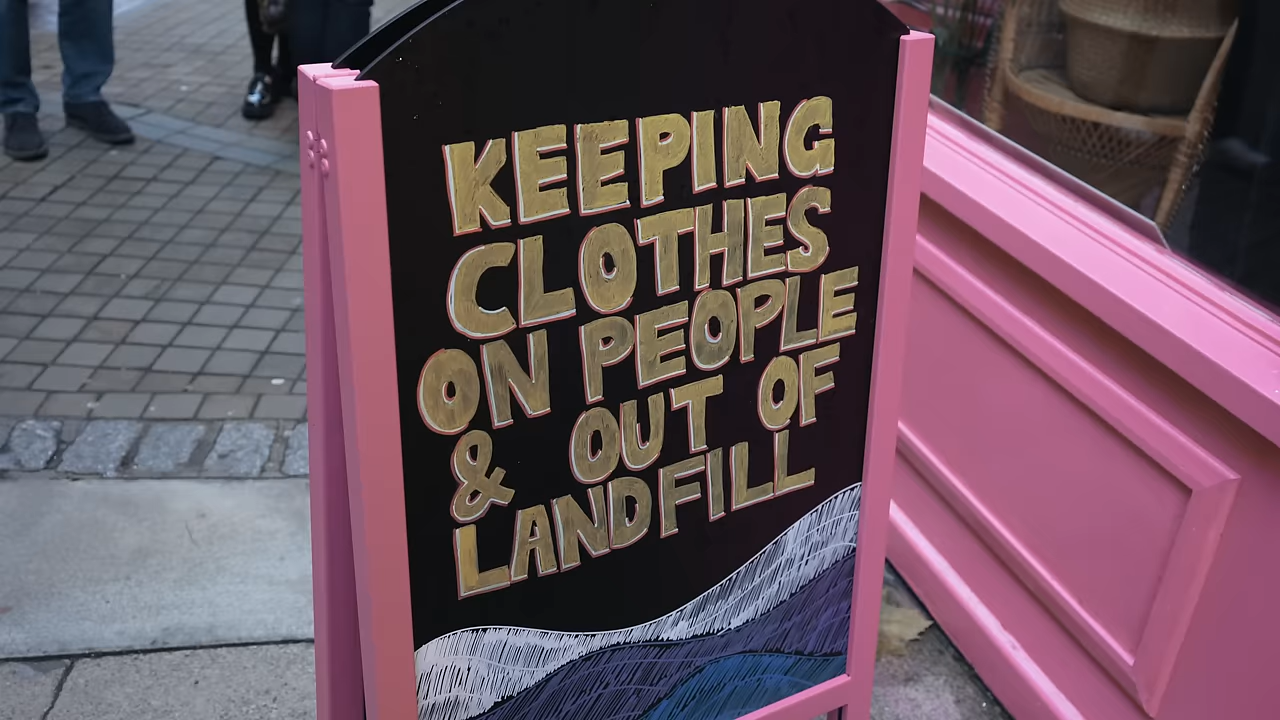 KEEPING
CLOTHES
ON PEOPLE
& OUT OF
LANDFILL